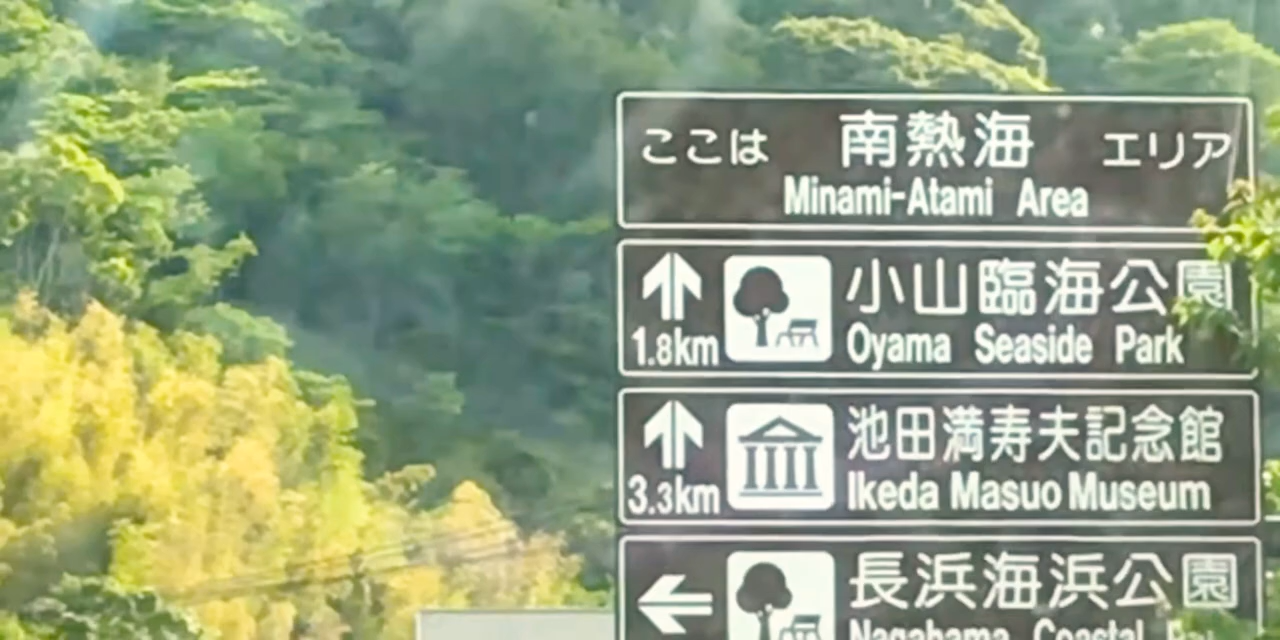 ここは 南熱海 エリア
Minami-Atami Area
小山臨海公園
1.8km Oyama Seaside Park
池田満寿夫記念館
3.3km Ikeda Masuo Museum
長浜海浜公園
Nagahama Coastal